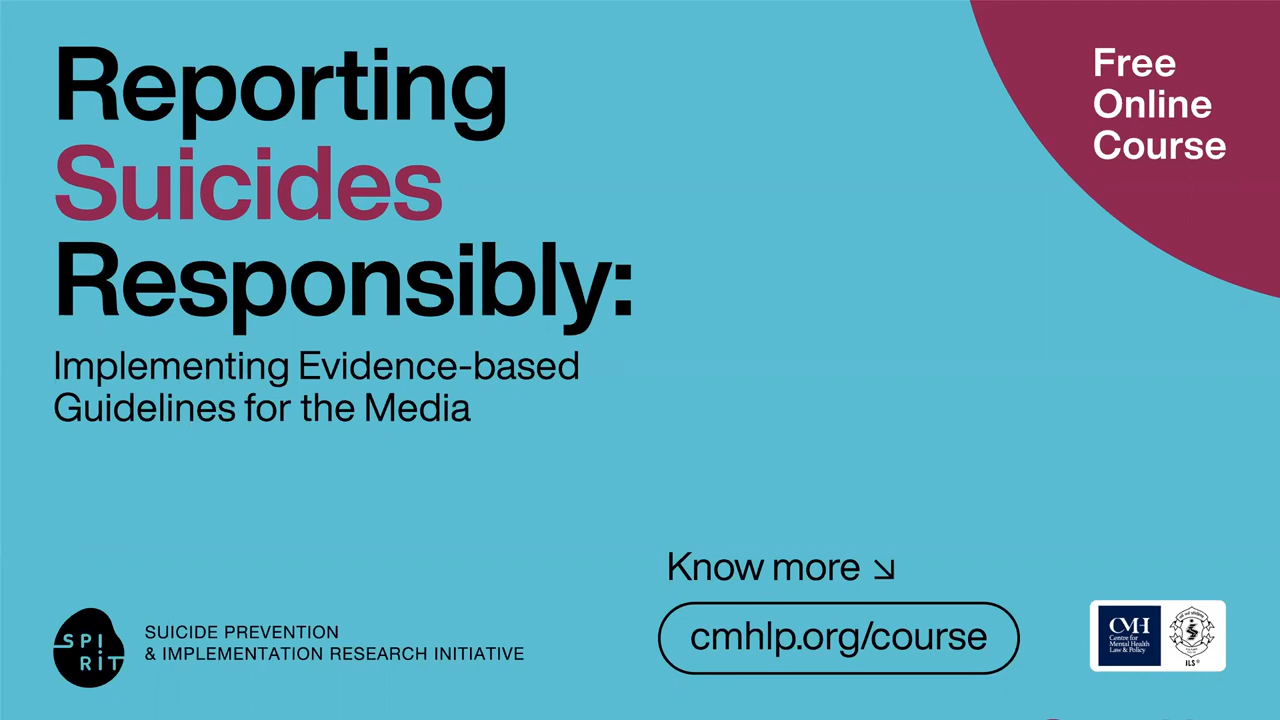 Reporting
Suicides
Responsibly:
Implementing Evidence-based
Guidelines for the Media
Free
Online
Course
Know more ↘
cmhlp.org/course
SPI
RiT
SUICIDE PREVENTION
& IMPLEMENTATION RESEARCH INITIATIVE
CMH
Centre for
Mental Health
Law & Policy
ILS